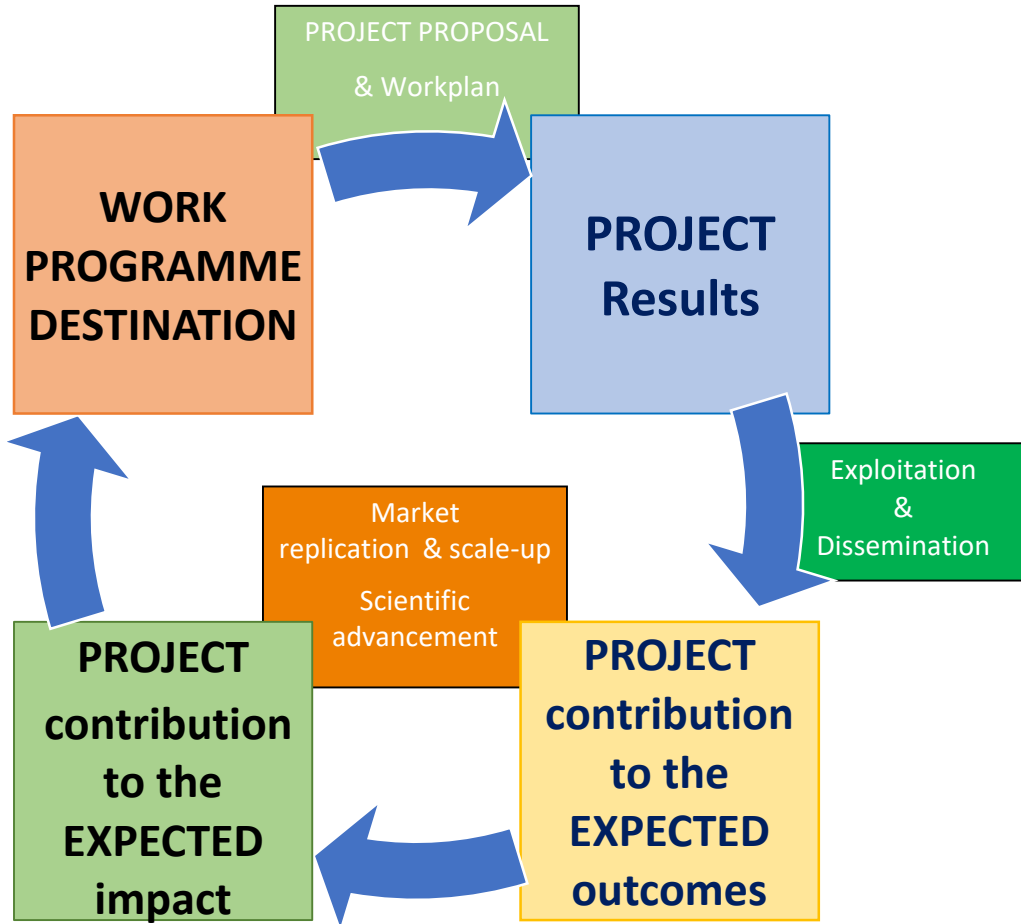 PROJECT PROPOSAL
& Workplan
WORK
PROGRAMME
DESTINATION
PROJECT
Results
Exploitation
&
Dissemination
Market
replication & scale-up
Scientific
advancement
PROJECT
contribution
to the
EXPECTED
outcomes
PROJECT
contribution
to the
EXPECTED
impact